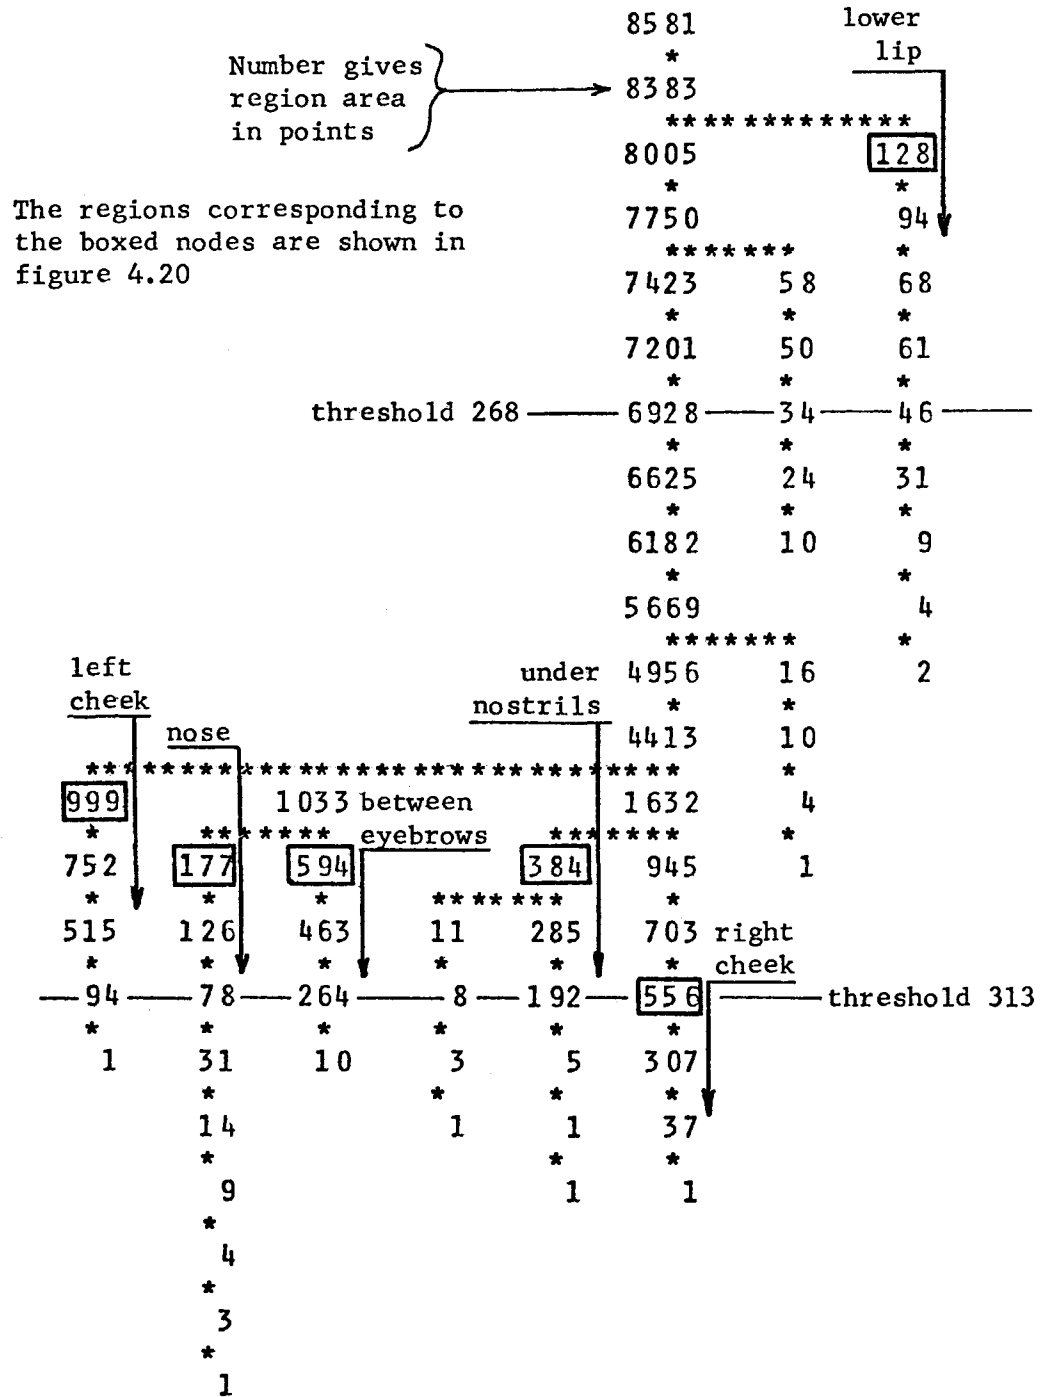 8581 lower
* lip
Number gives
region area
in points
8383
*************
8005 128
* *
The regions corresponding to
the boxed nodes are shown in
figure 4.20
7750 94
******* *
7423 58 68
* * *
7201 50 61
* * *
threshold 268 6928 34 46
* * *
6625 24 31
* * *
6182 10 9
* *
5669 4
******* *
left
cheek
under
nostrils
4956 16 2
* *
nose
4413 10
******************************* *
999 1033 between 1632 4
* ******* eyebrows ******* *
752 177 594 384 945 1
* * * ******* *
515 126 463 11 285 703 right
* * * * * * cheek
94 78 264 8 192 556 threshold 313
* * * * * *
1 31 10 3 5 307
* * * *
14 1 1 37
* * *
9 1 1
*
4
*
3
*
1